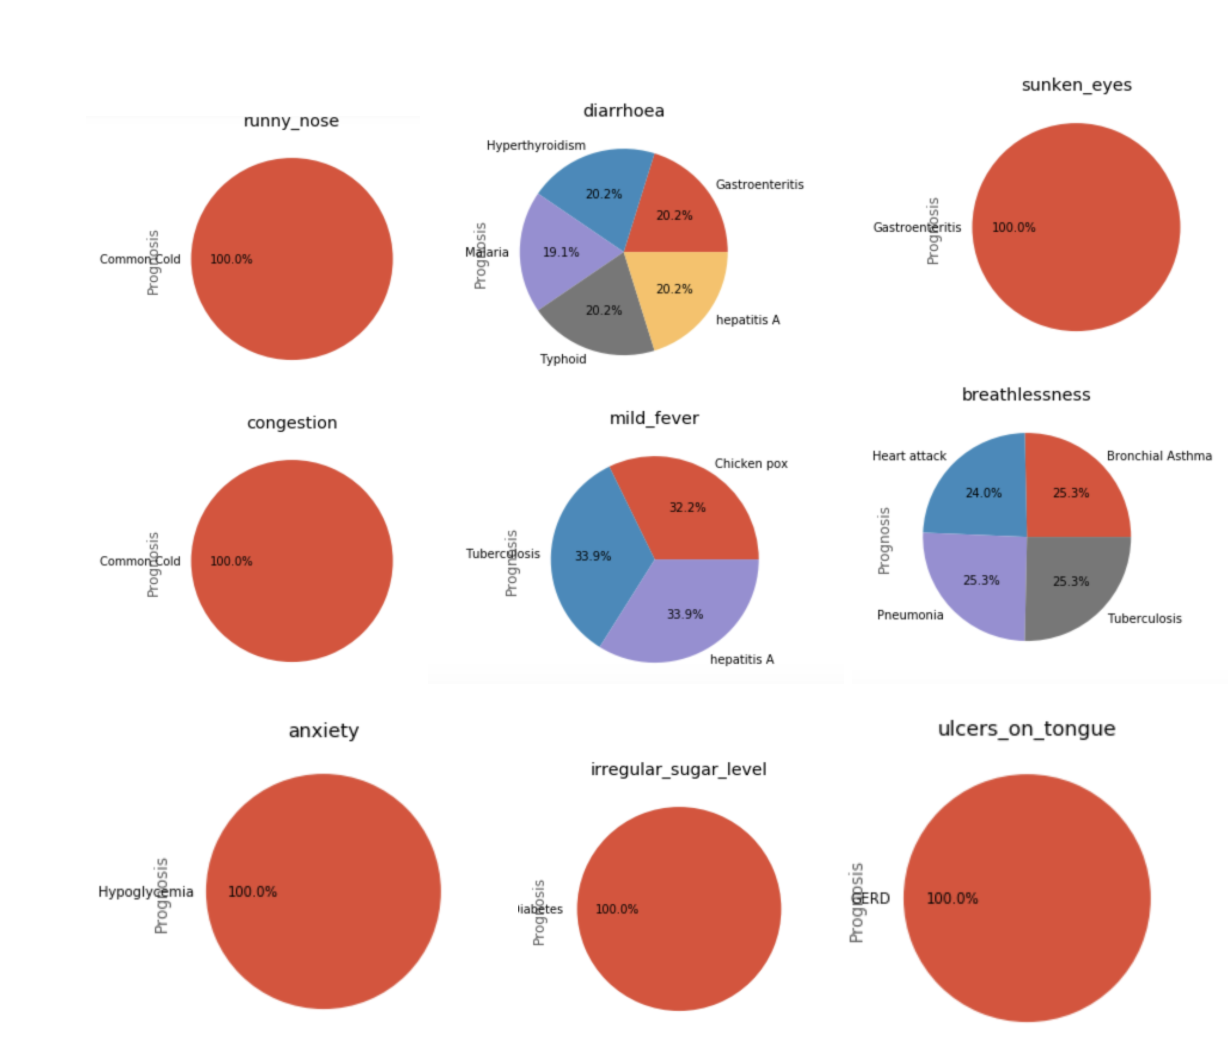 runny_nose
Prognosis
Common Cold
100.0%
diarrhoea
Prognosis
Hyperthyroidism
20.2%
Gastroenteritis
20.2%
Malaria
19.1%
Typhoid
20.2%
hepatitis A
20.2%
sunken_eyes
Prognosis
Gastroenteritis
100.0%
congestion
Prognosis
Common Cold
100.0%
mild_fever
Prognosis
Chicken pox
32.2%
Tuberculosis
33.9%
hepatitis A
33.9%
breathlessness
Prognosis
Heart attack
24.0%
Bronchial Asthma
25.3%
Pneumonia
25.3%
Tuberculosis
25.3%
anxiety
Prognosis
Hypoglycemia
100.0%
irregular_sugar_level
Prognosis
iabetes
100.0%
ulcers_on_tongue
Prognosis
GERD
100.0%